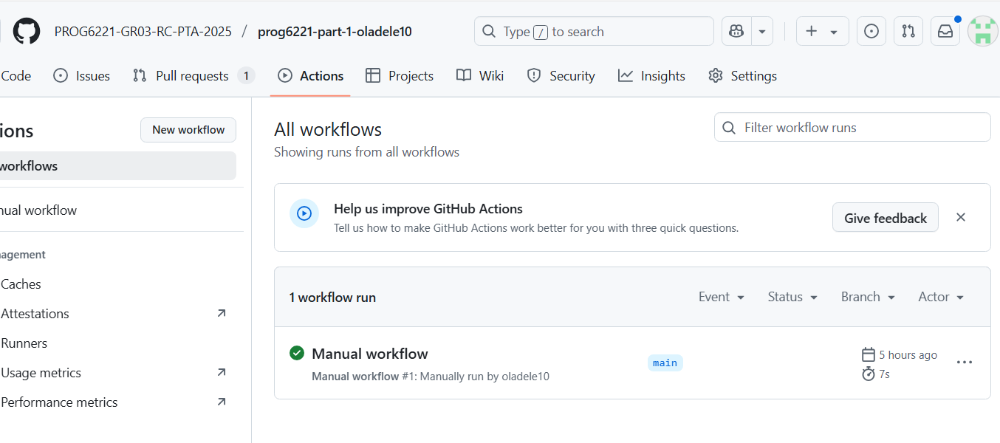 PROG6221-GR03-RC-PTA-2025 / prog6221-part-1-oladele10
Type / to search
Code Issues Pull requests 1 Actions Projects Wiki Security Insights Settings
ions
New workflow
workflows
nual workflow
nagement
Caches
Attestations
Runners
Usage metrics
Performance metrics
All workflows
Showing runs from all workflows
Filter workflow runs
Help us improve GitHub Actions
Tell us how to make GitHub Actions work better for you with three quick questions.
Give feedback
1 workflow run
Event Status Branch Actor
Manual workflow
Manual workflow #1: Manually run by oladele10
main
5 hours ago
7s